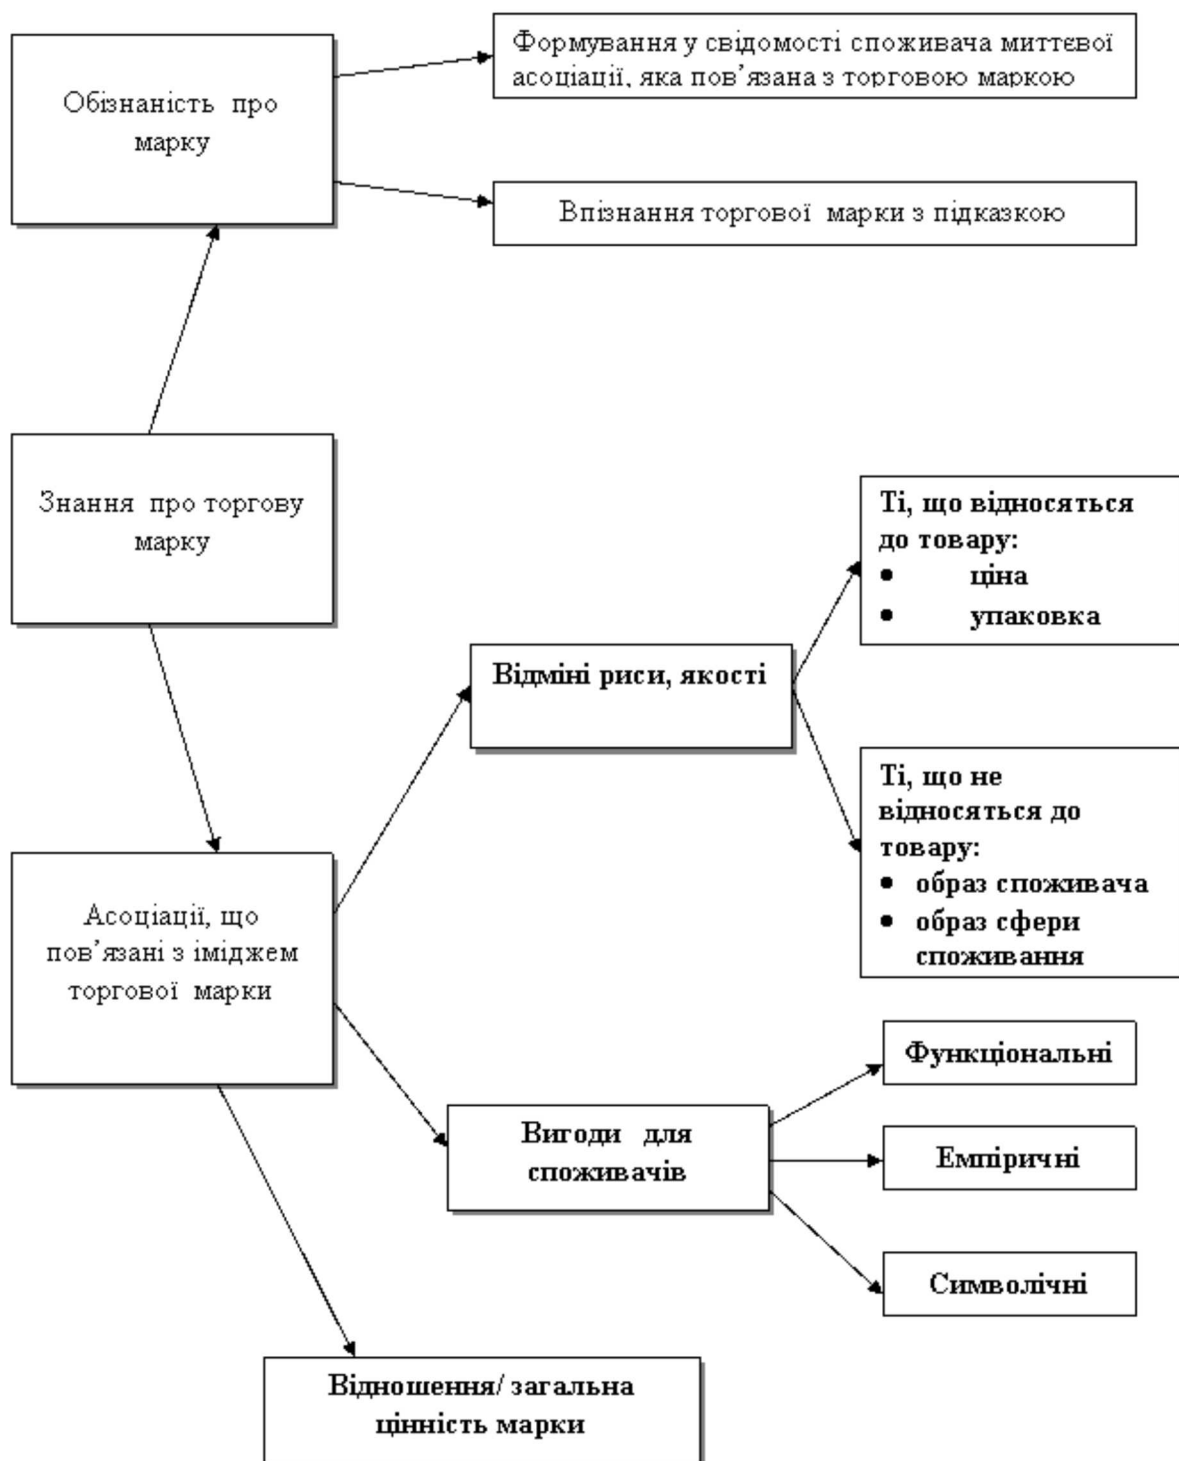 Формування у свідомості споживача миттєвої
асоціації, яка пов’язана з торговою маркою
Обізнаність про
марку
Впізнання торгової марки з підказкою
Знання про торгову
марку
Ті, що відносяться
до товару:
• ціна
• упаковка
Відміні риси, якості
Ті, що не
відносяться до
товару:
• образ споживача
• образ сфери
споживання
Асоціації, що
пов’язані з іміджем
торгової марки
Функціональні
Вигоди для
споживачів
Емпіричні
Символічні
Відношення/ загальна
цінність марки